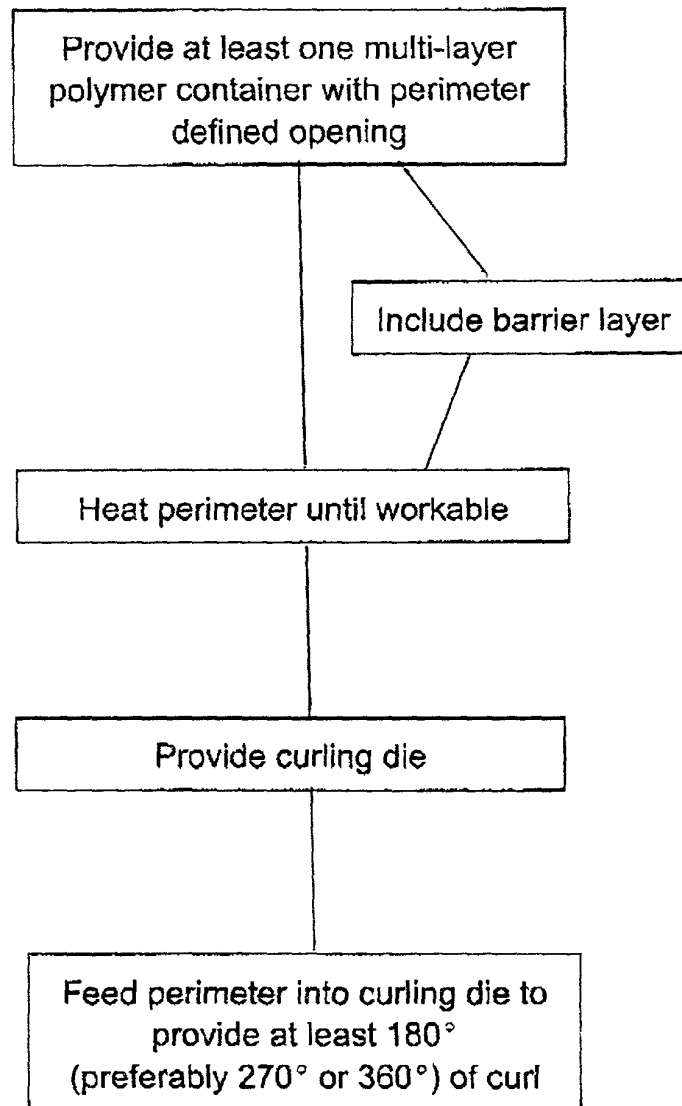 Provide at least one multi-layer
polymer container with perimeter
defined opening
Include barrier layer
Heat perimeter until workable
Provide curling die
Feed perimeter into curling die to
provide at least 180°
(preferably 270° or 360°) of curl